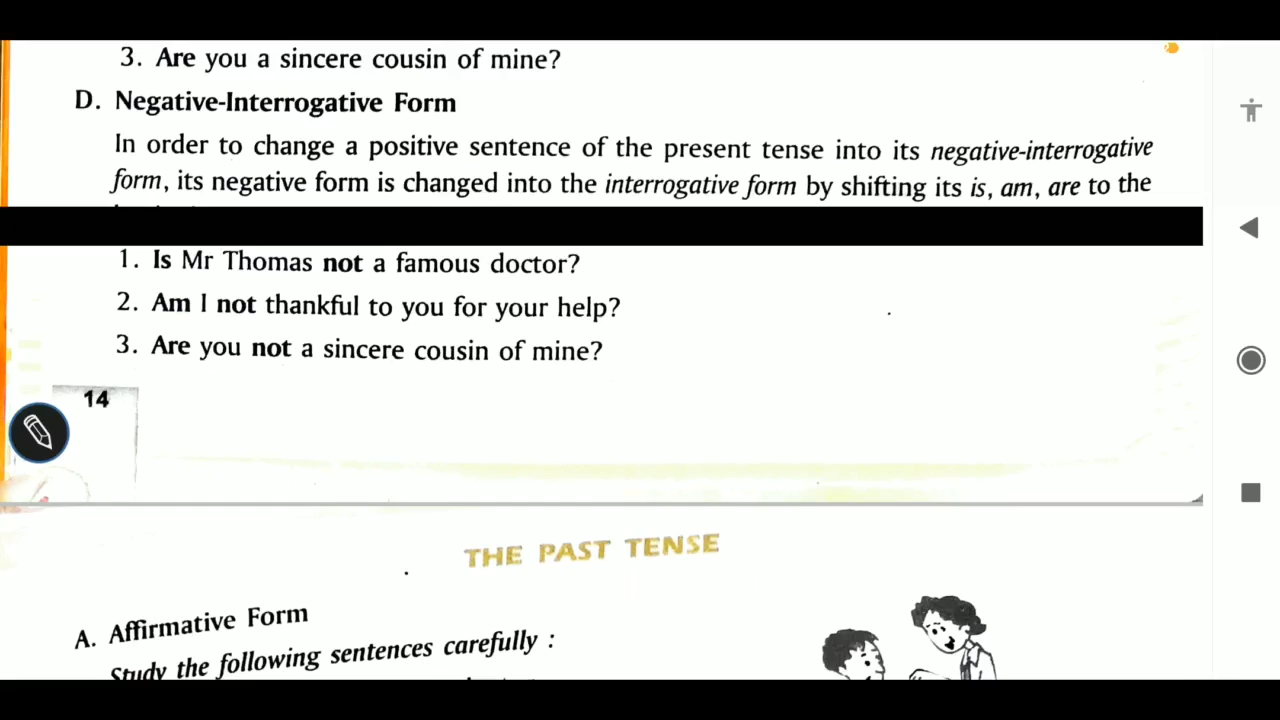 3. Are you a sincere cousin of mine?
D. Negative-Interrogative Form
In order to change a positive sentence of the present tense into its negative-interrogative
form, its negative form is changed into the interrogative form by shifting its is, am, are to the
1. Is Mr Thomas not a famous doctor?
2. Am I not thankful to you for your help?
3. Are you not a sincere cousin of mine?
14
THE PAST TENSE
A. Affirmative Form
Study the following sentences carefully :